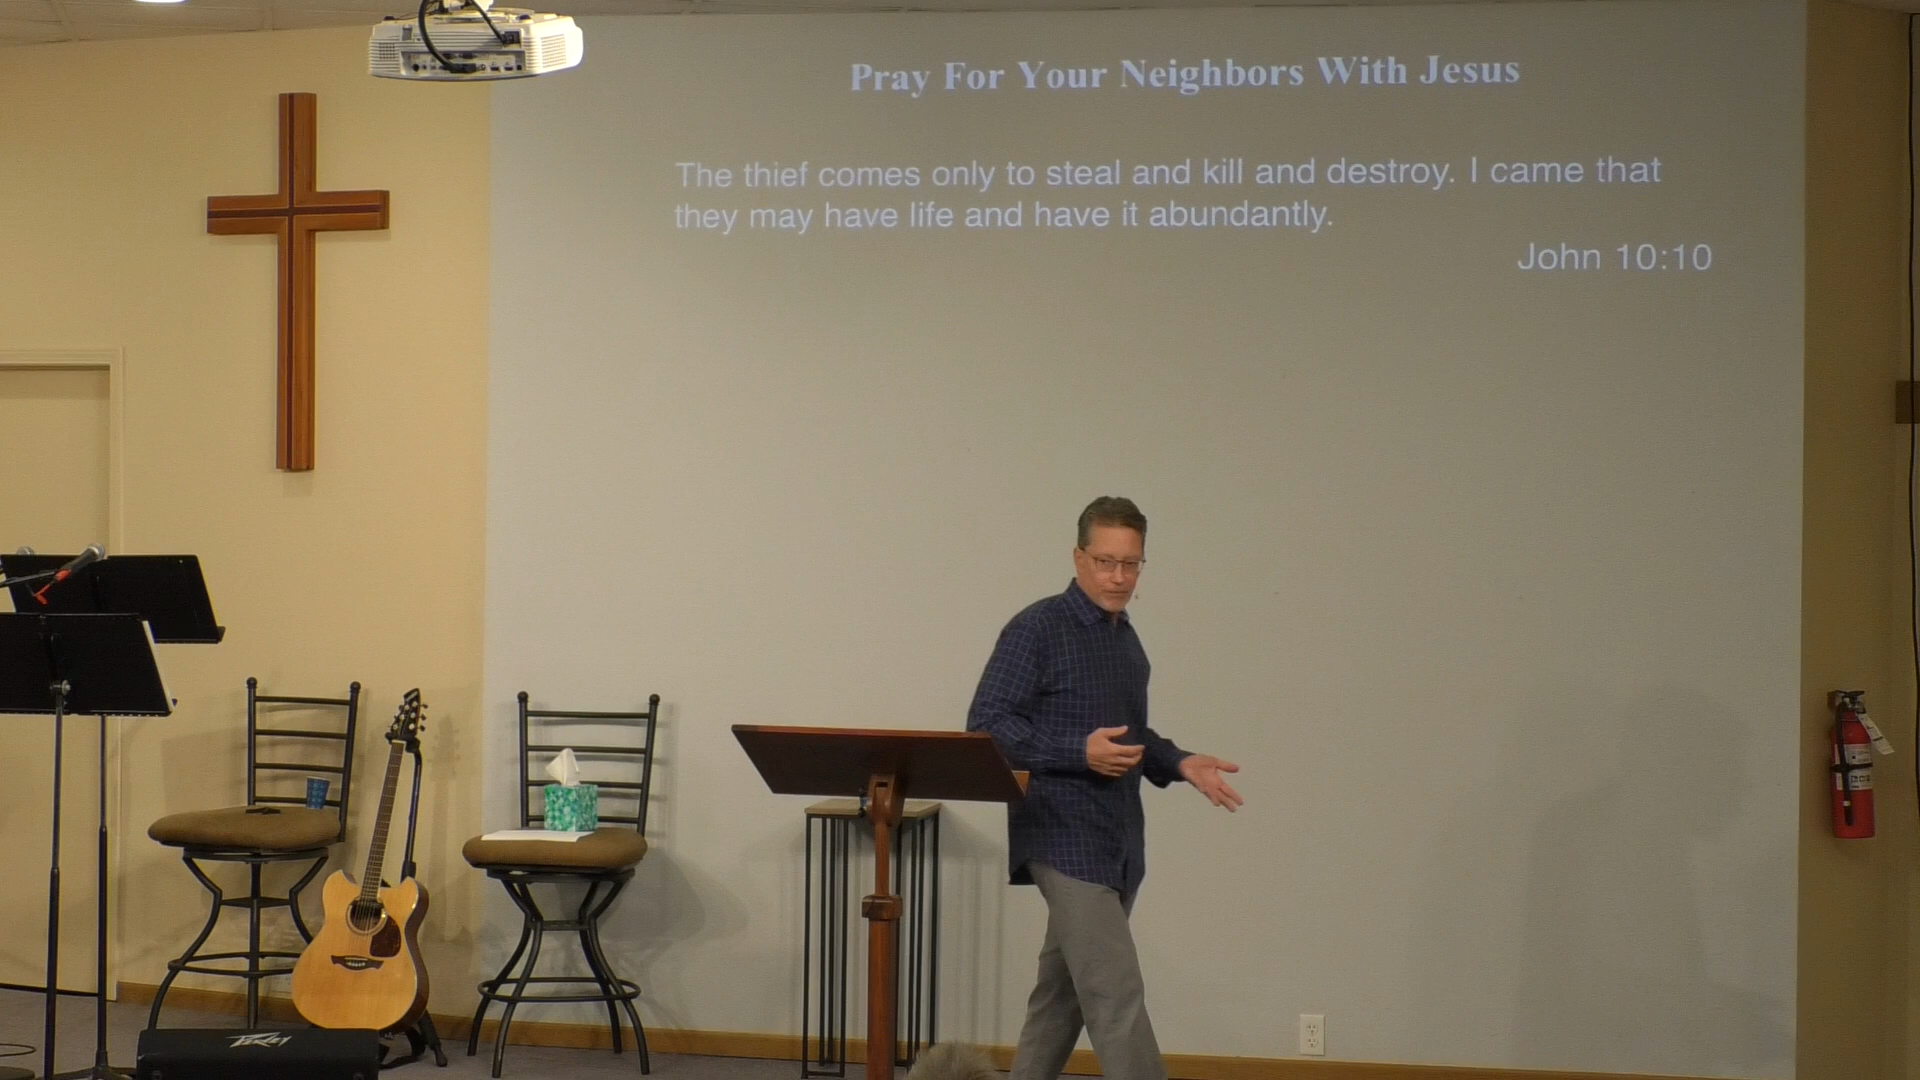 Pray For Your Neighbors With Jesus
The thief comes only to steal and kill and destroy. I came that
they may have life and have it abundantly.
John 10:10
PEAVEY